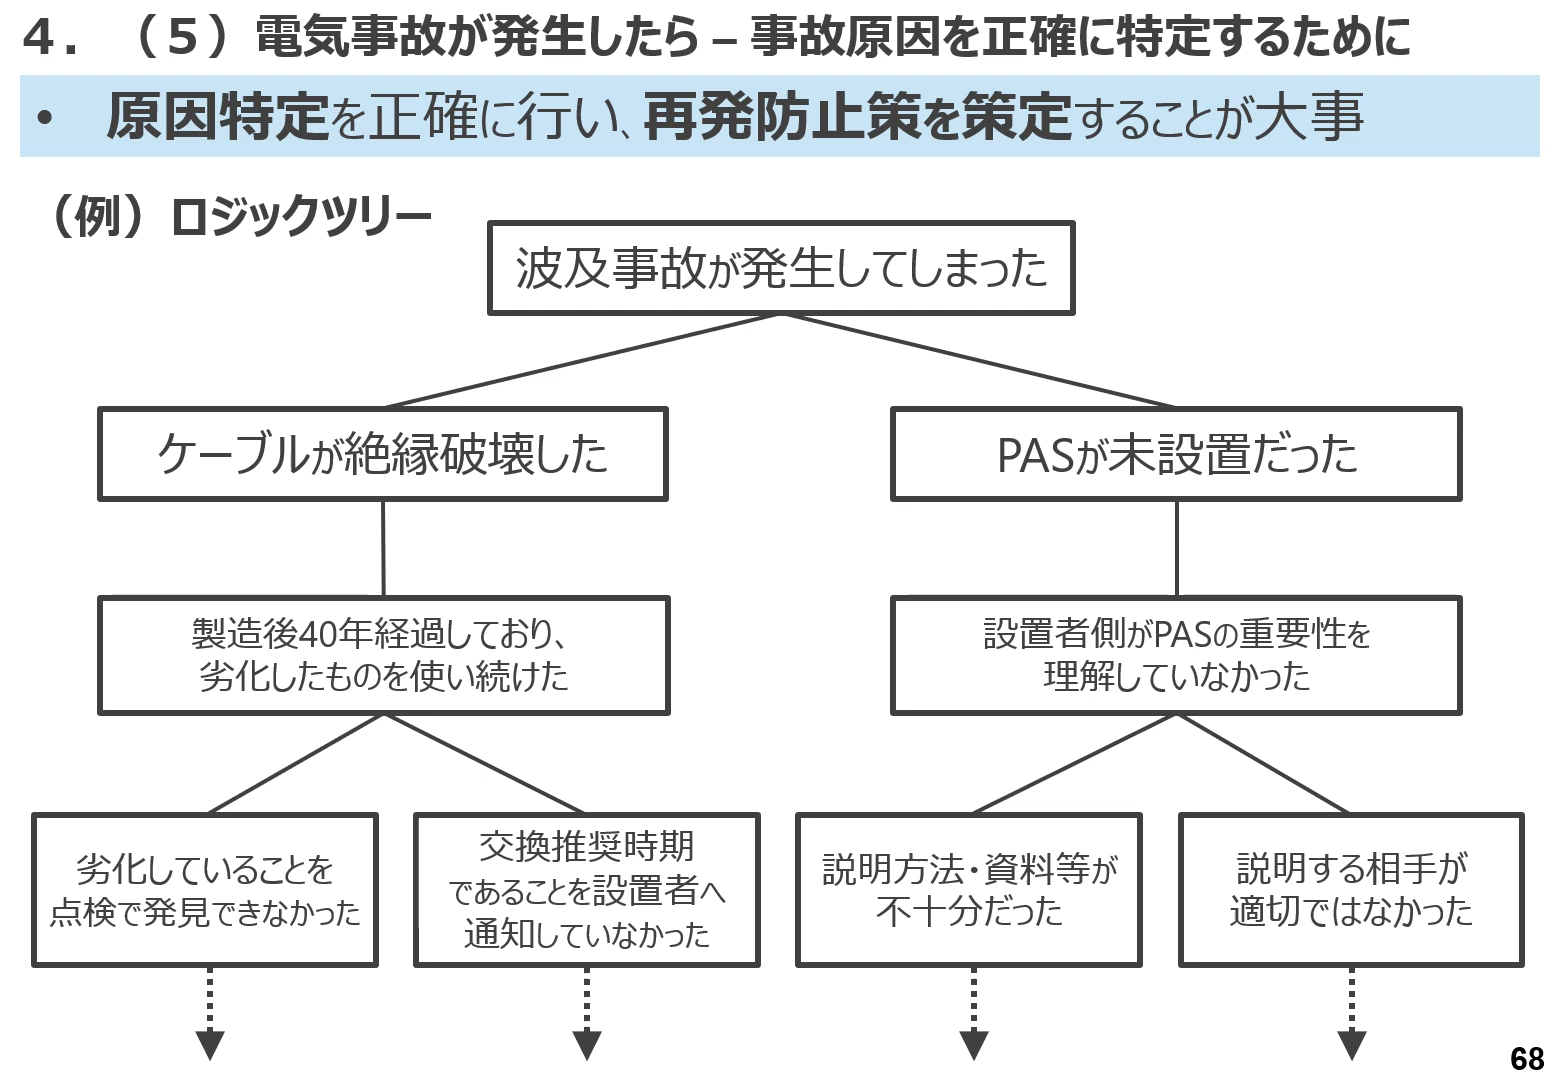 ４．（５）電気事故が発生したら – 事故原因を正確に特定するために
• 原因特定を正確に行い、再発防止策を策定することが大事
（例）ロジックツリー
波及事故が発生してしまった
ケーブルが絶縁破壊した
PASが未設置だった
製造後40年経過しており、
劣化したものを使い続けた
設置者側がPASの重要性を
理解していなかった
劣化していることを
点検で発見できなかった
交換推奨時期
であることを設置者へ
通知していなかった
説明方法・資料等が
不十分だった
説明する相手が
適切ではなかった
68